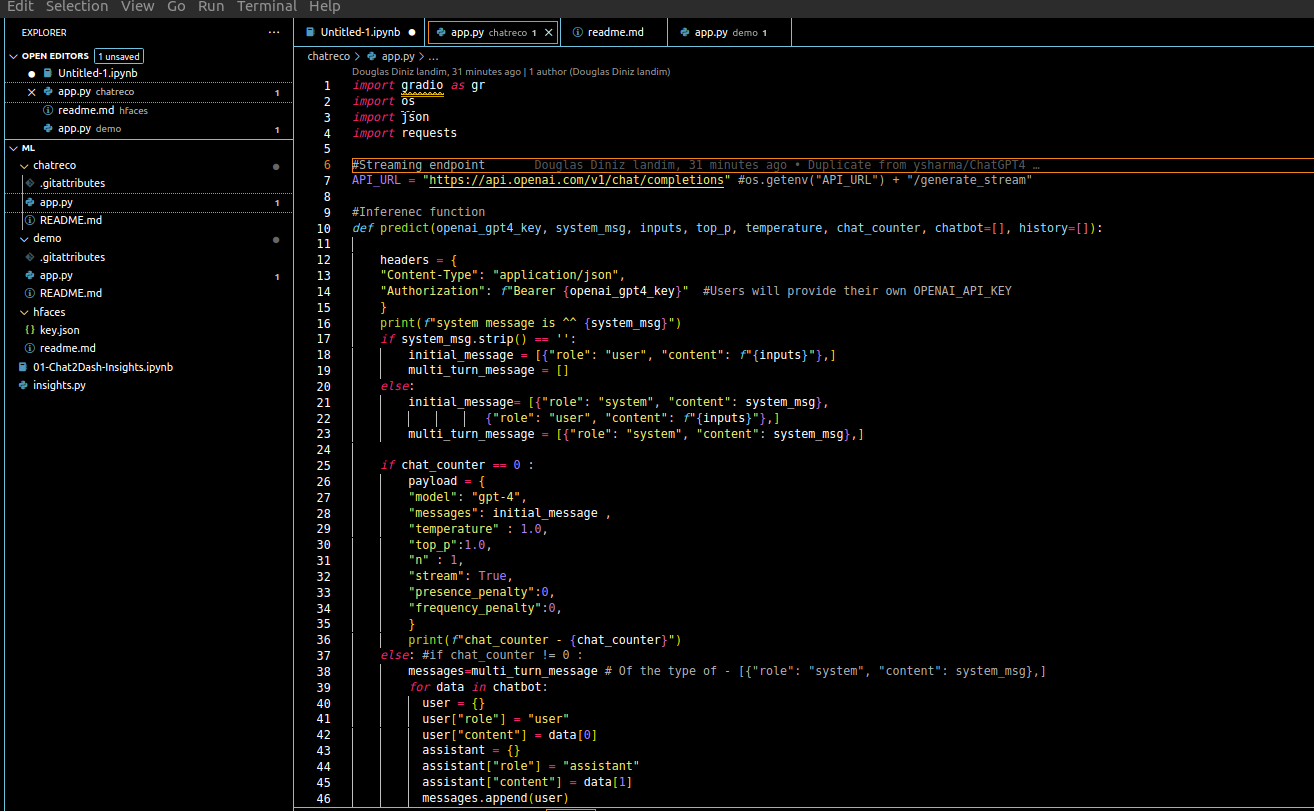 Edit Selection View Go Run Terminal Help
EXPLORER ...
OPEN EDITORS 1 unsaved
Untitled-1.ipynb
app.py chatreco 1
readme.md hfaces
app.py demo 1
ML
chatreco
.gitattributes
app.py 1
README.md
demo
.gitattributes
app.py 1
README.md
hfaces
key.json
readme.md
01-Chat2Dash-Insights.ipynb
insights.py
Untitled-1.ipynb app.py chatreco 1 readme.md app.py demo 1
chatreco > app.py > ...
Douglas Diniz landim, 31 minutes ago | 1 author (Douglas Diniz landim)
1 import gradio as gr
2 import os
3 import json
4 import requests
5
6 #Streaming endpoint Douglas Diniz landim, 31 minutes ago • Duplicate from ysharma/ChatGPT4 …
7 API_URL = "https://api.openai.com/v1/chat/completions" #os.getenv("API_URL") + "/generate_stream"
8
9 #Inferenec function
10 def predict(openai_gpt4_key, system_msg, inputs, top_p, temperature, chat_counter, chatbot=[], history=[]):
11
12 headers = {
13 "Content-Type": "application/json",
14 "Authorization": f"Bearer {openai_gpt4_key}" #Users will provide their own OPENAI_API_KEY
15 }
16 print(f"system message is ^^ {system_msg}")
17 if system_msg.strip() == '':
18 initial_message = [{"role": "user", "content": f"{inputs}"},]
19 multi_turn_message = []
20 else:
21 initial_message= [{"role": "system", "content": system_msg},
22 {"role": "user", "content": f"{inputs}"},]
23 multi_turn_message = [{"role": "system", "content": system_msg},]
24
25 if chat_counter == 0 :
26 payload = {
27 "model": "gpt-4",
28 "messages": initial_message ,
29 "temperature" : 1.0,
30 "top_p":1.0,
31 "n" : 1,
32 "stream": True,
33 "presence_penalty":0,
34 "frequency_penalty":0,
35 }
36 print(f"chat_counter - {chat_counter}")
37 else: #if chat_counter != 0 :
38 messages=multi_turn_message # Of the type of - [{"role": "system", "content": system_msg},]
39 for data in chatbot:
40 user = {}
41 user["role"] = "user"
42 user["content"] = data[0]
43 assistant = {}
44 assistant["role"] = "assistant"
45 assistant["content"] = data[1]
46 messages.append(user)